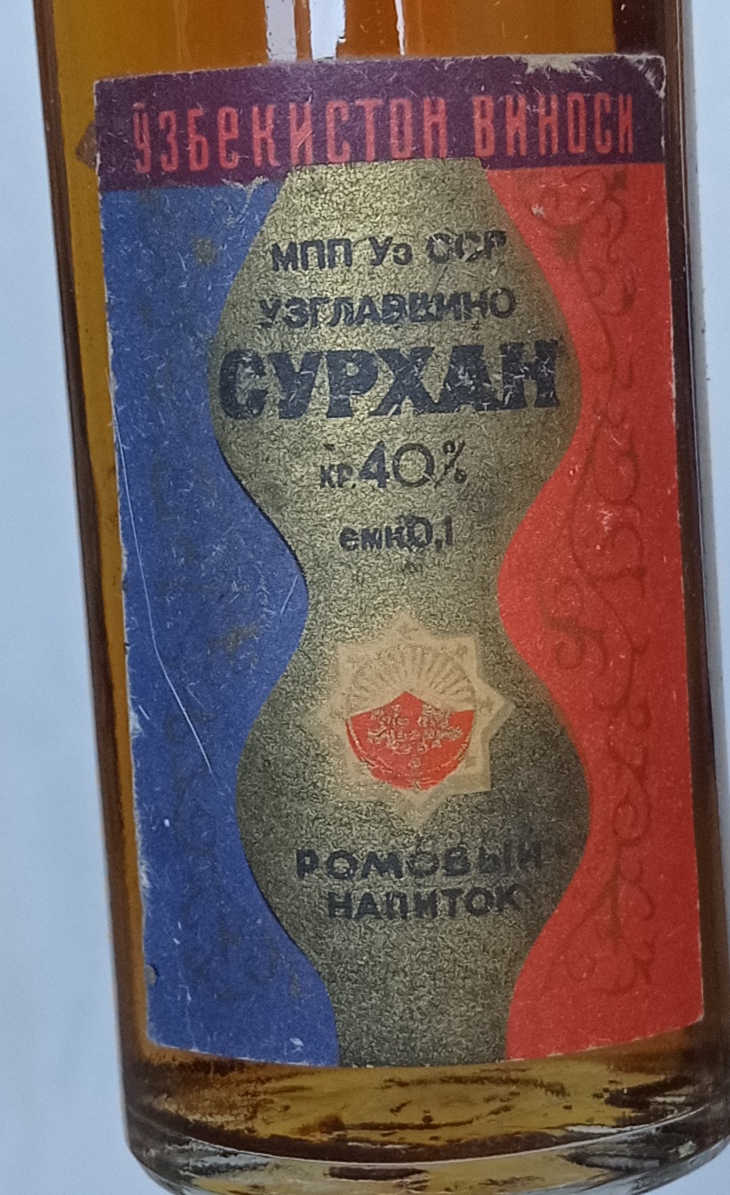 ЎЗБЕКИСТОН ВИНОСИ
МПП Уз ССР
УЗГЛАВВИНО
СУРХАН
кр. 40%
емк 0,1
РОМОВЫЙ
НАПИТОК